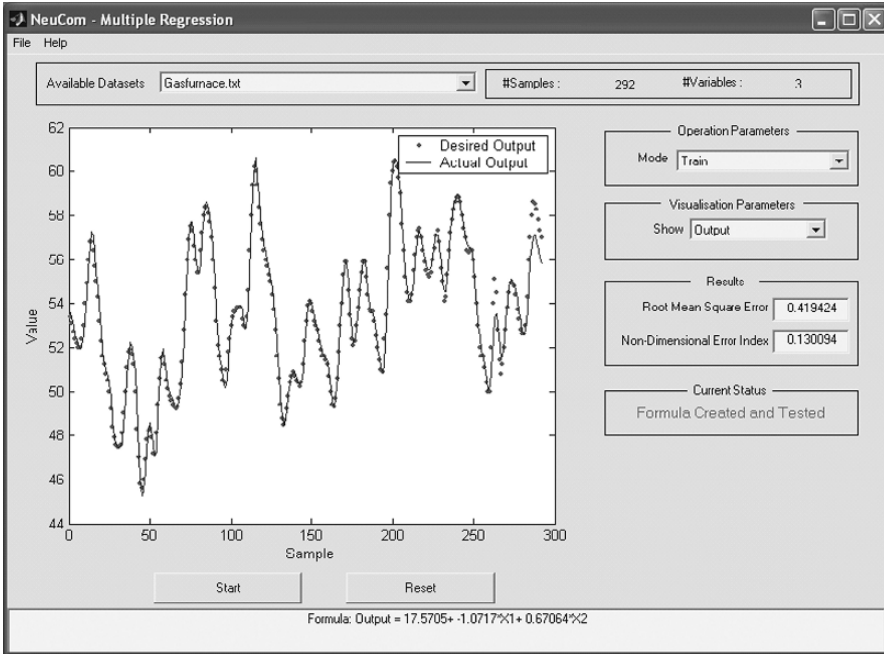 NeuCom - Multiple Regression
File Help
Available Datasets Gasfurnace.txt #Samples : 292 #Variables : 3
62
60
58
56
54
52
50
48
46
44
Value
0 50 100 150 200 250 300
Sample
Desired Output
Actual Output
Operation Parameters
Mode Train
Visualisation Parameters
Show Output
Results
Root Mean Square Error 0.419424
Non-Dimensional Error Index 0.130094
Current Status
Formula Created and Tested
Start Reset
Formula: Output = 17.5705+ -1.0717*X1+ 0.67064*X2